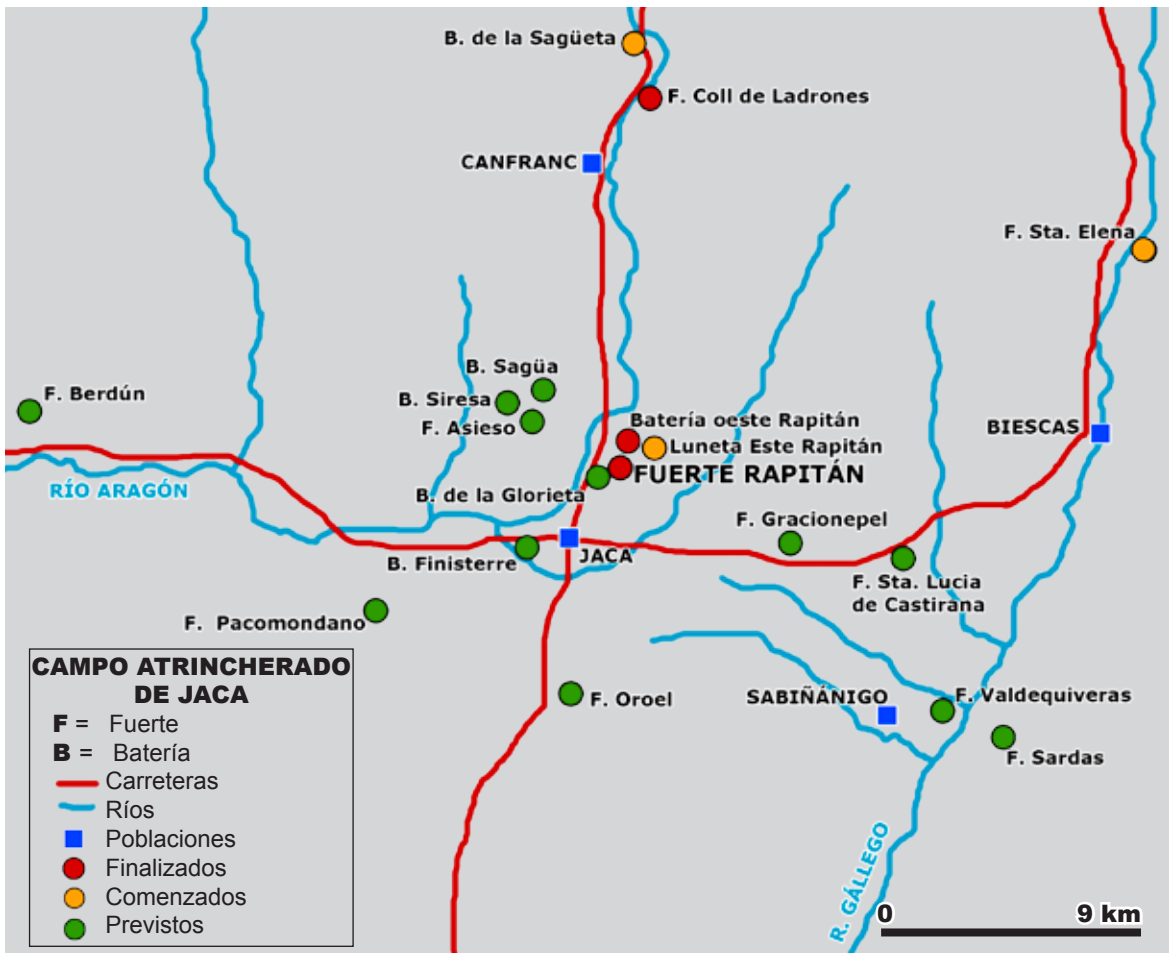 B. de la Sagüeta
F. Coll de Ladrones
CANFRANC
F. Sta. Elena
B. Sagüa
F. Berdún
B. Siresa
F. Asieso
Batería oeste Rapitán
Luneta Este Rapitán
FUERTE RAPITÁN
BIESCAS
RÍO ARAGÓN
B. de la Glorieta
F. Gracionepel
B. Finisterre
JACA
F. Sta. Lucia
de Castirana
F. Pacomondano
F. Oroel
SABIÑÁNIGO
F. Valdequiveras
F. Sardas
R. GÁLLEGO
CAMPO ATRINCHERADO
DE JACA
F = Fuerte
B = Batería
Carreteras
Ríos
Poblaciones
Finalizados
Comenzados
Previstos
0 9 km